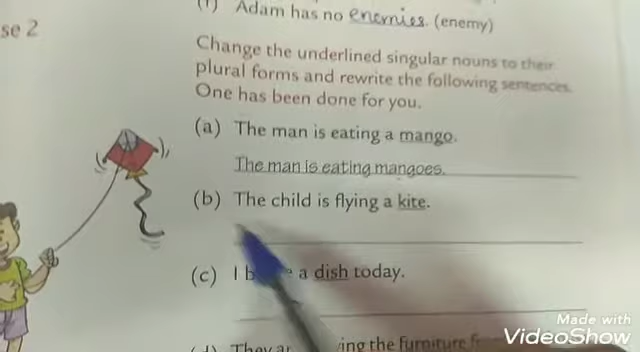 se 2
(f) Adam has no enemies. (enemy)
Change the underlined singular nouns to their
plural forms and rewrite the following sentences.
One has been done for you.
(a) The man is eating a mango.
The man is eating mangoes.
(b) The child is flying a kite.
(c) I a dish today.
the furniture
Made with
VideoShow